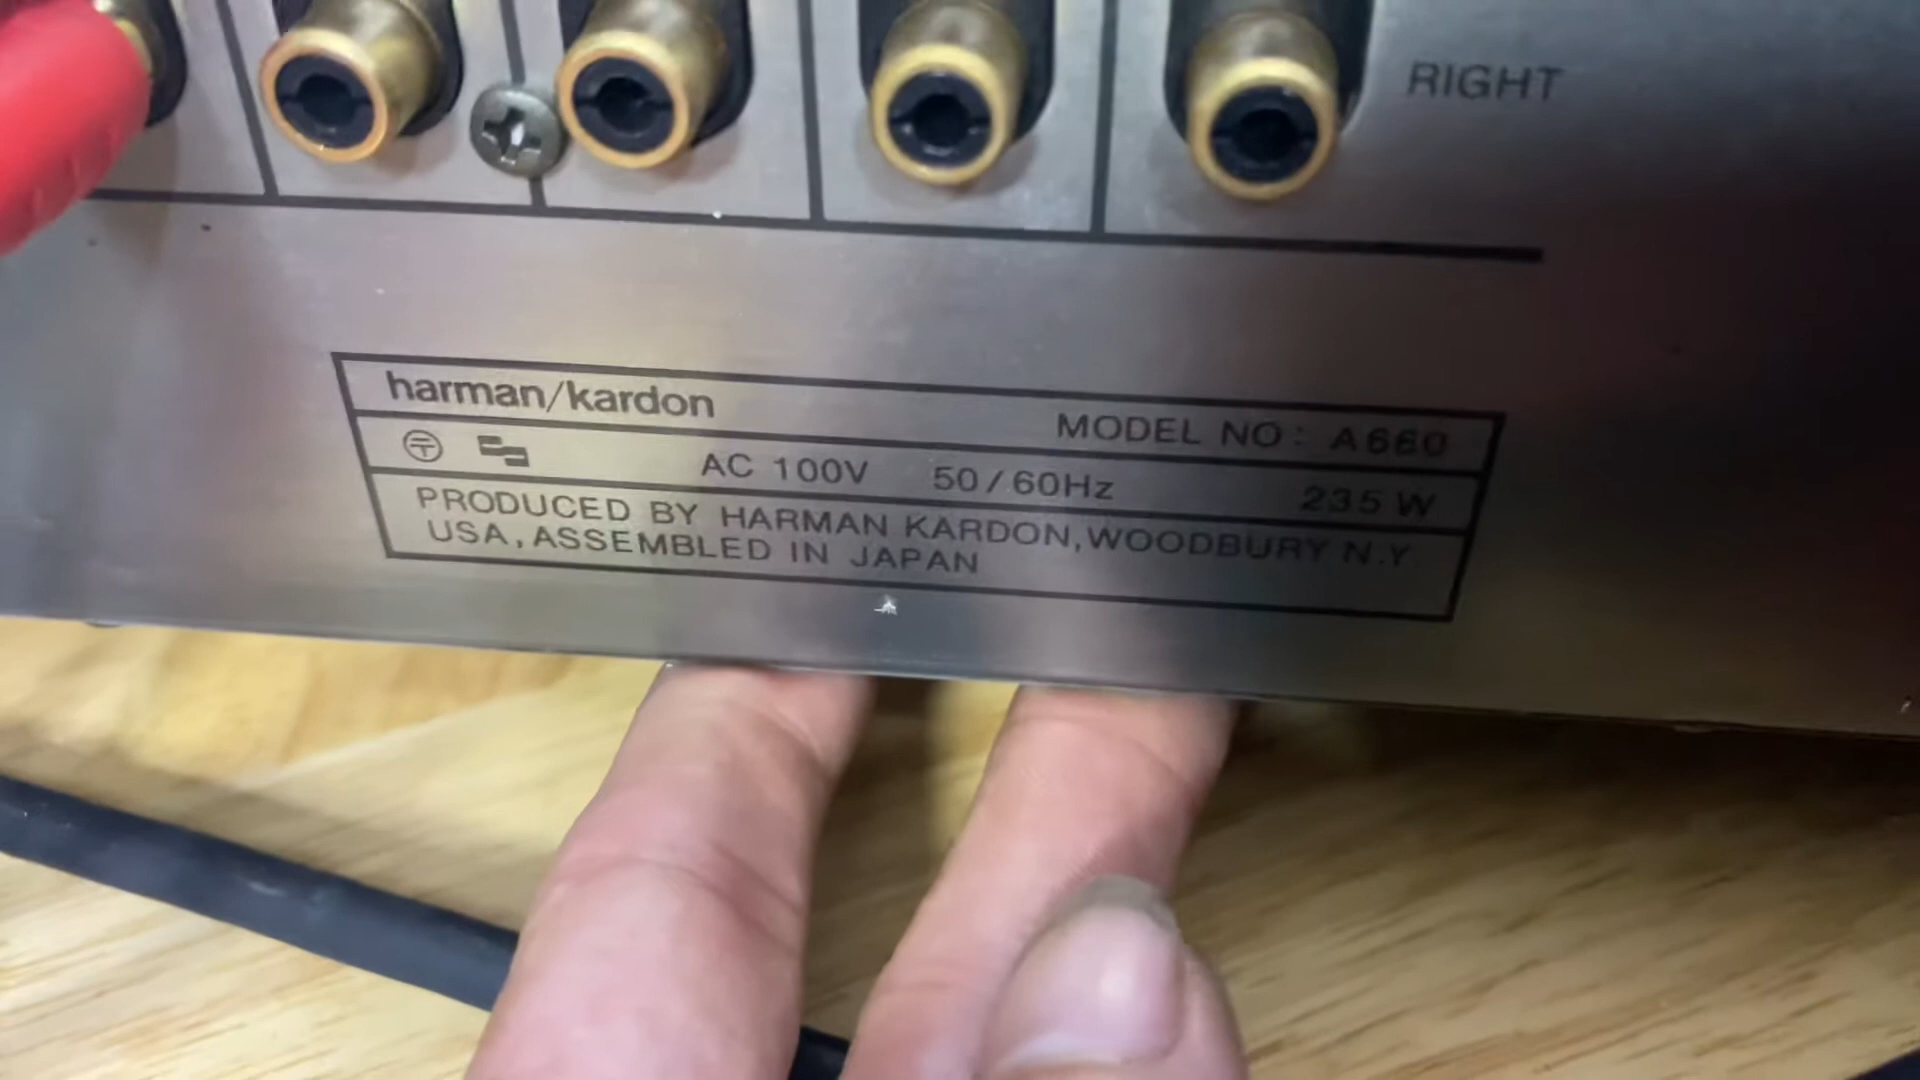 RIGHT
harman/kardon
MODEL NO: A660
AC 100V 50/60Hz 235W
PRODUCED BY HARMAN KARDON, WOODBURY N.Y
USA, ASSEMBLED IN JAPAN